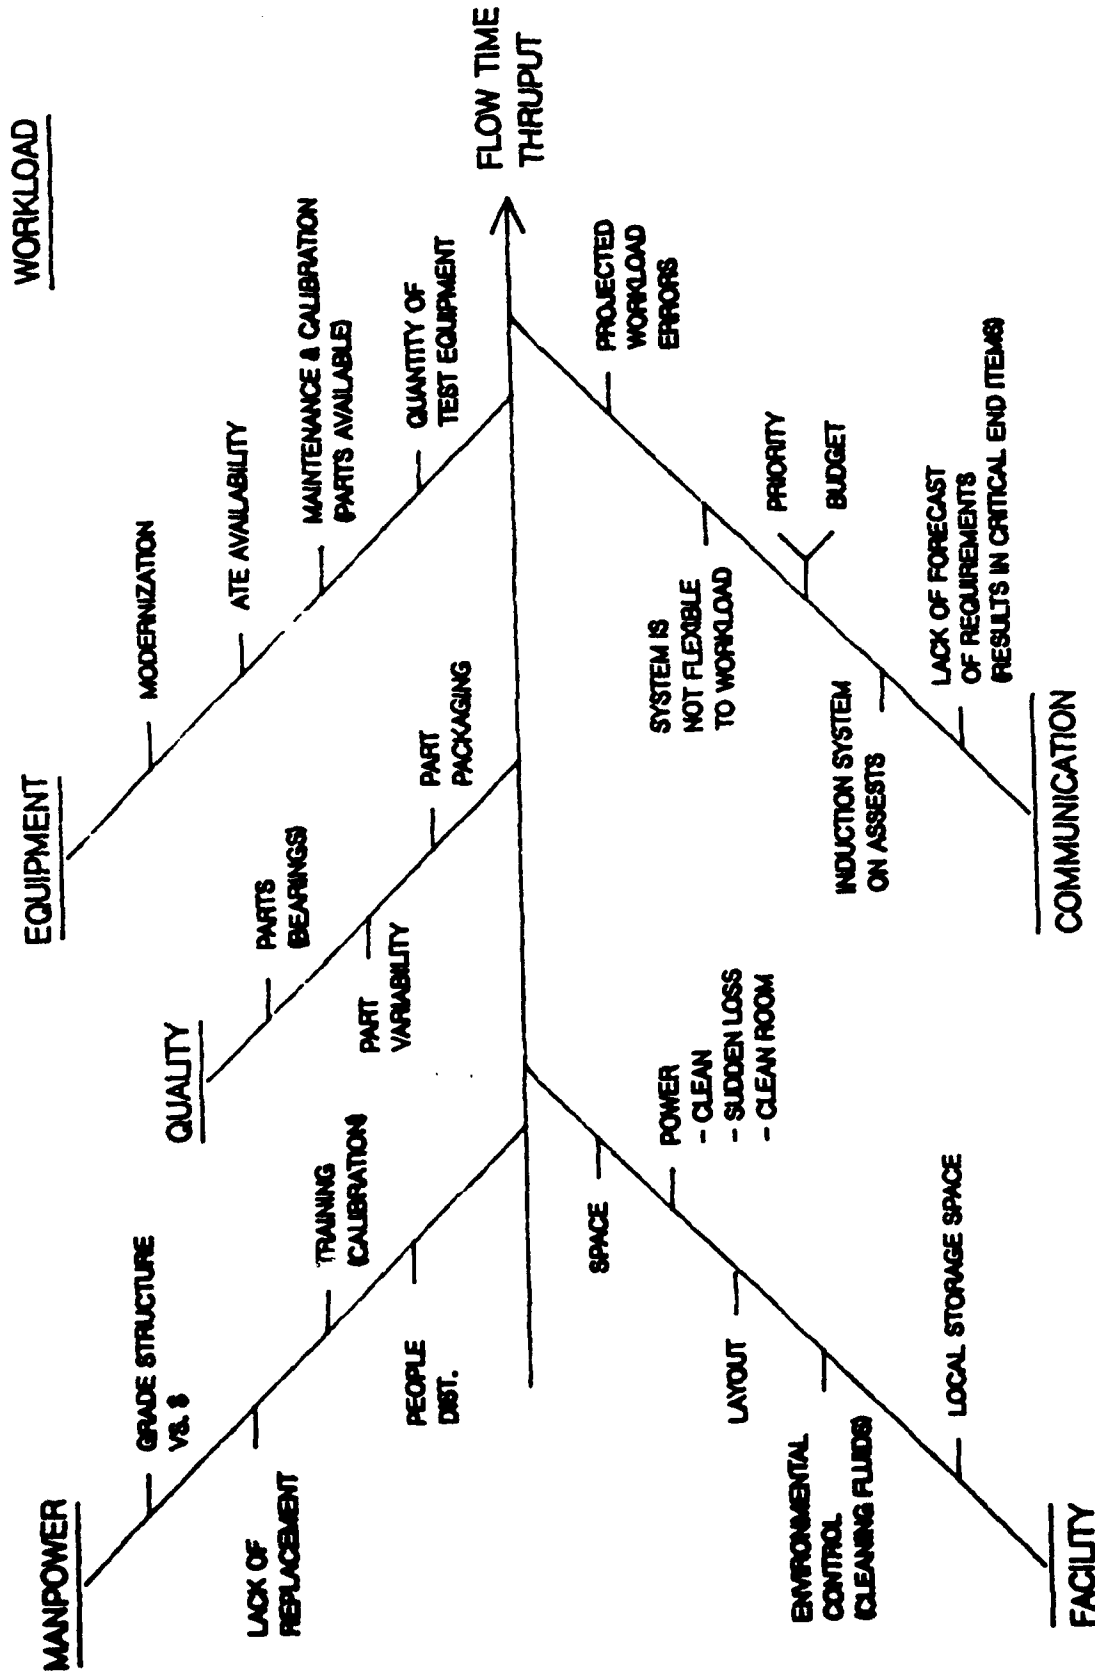 WORKLOAD
MANPOWER
GRADE STRUCTURE
VS. $
LACK OF
REPLACEMENT
TRAINING
(CALIBRATION)
PEOPLE
DIST.
QUALITY
PARTS
(BEARINGS)
PART
VARIABILITY
PART
PACKAGING
EQUIPMENT
MODERNIZATION
ATE AVAILABILITY
MAINTENANCE & CALIBRATION
(PARTS AVAILABLE)
QUANTITY OF
TEST EQUIPMENT
FLOW TIME
THRUPUT
SPACE
POWER
- CLEAN
- SUDDEN LOSS
- CLEAN ROOM
LAYOUT
ENVIRONMENTAL
CONTROL
(CLEANING FLUIDS)
LOCAL STORAGE SPACE
FACILITY
PROJECTED
WORKLOAD
ERRORS
SYSTEM IS
NOT FLEXIBLE
TO WORKLOAD
PRIORITY
BUDGET
INDUCTION SYSTEM
ON ASSESTS
LACK OF FORECAST
OF REQUIREMENTS
(RESULTS IN CRITICAL END ITEMS)
COMMUNICATION